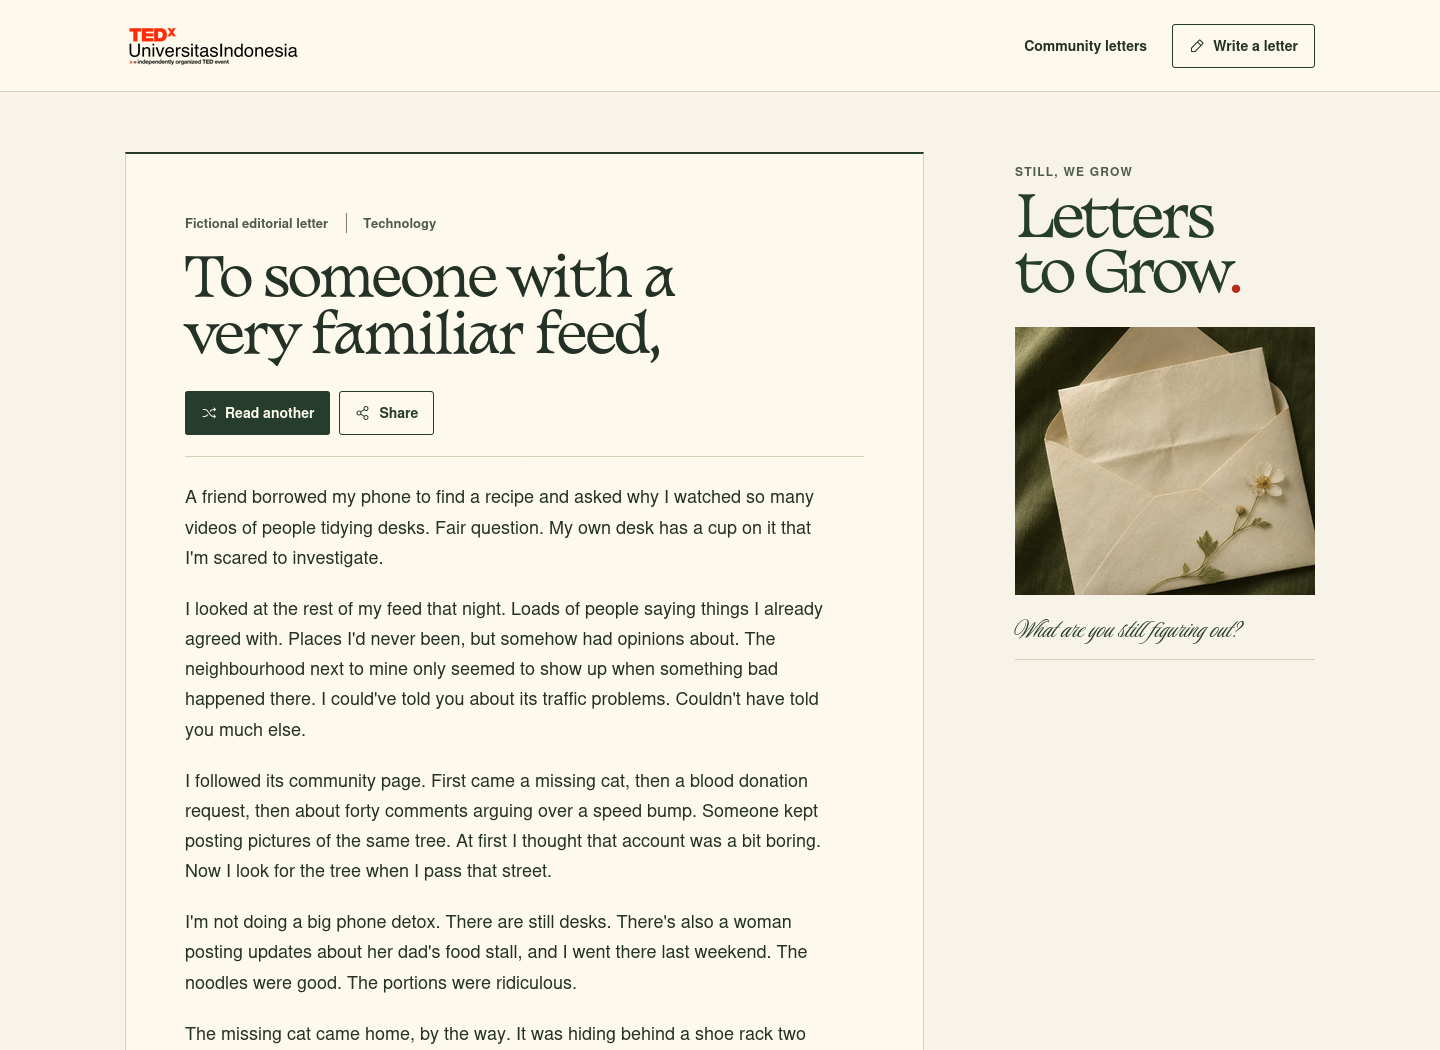 TEDx
UniversitasIndonesia
x = independently organized TED event
Community letters
Write a letter
Fictional editorial letter
Technology
To someone with a
very familiar feed,
Read another
Share
A friend borrowed my phone to find a recipe and asked why I watched so many
videos of people tidying desks. Fair question. My own desk has a cup on it that
I'm scared to investigate.
I looked at the rest of my feed that night. Loads of people saying things I already
agreed with. Places I'd never been, but somehow had opinions about. The
neighbourhood next to mine only seemed to show up when something bad
happened there. I could've told you about its traffic problems. Couldn't have told
you much else.
I followed its community page. First came a missing cat, then a blood donation
request, then about forty comments arguing over a speed bump. Someone kept
posting pictures of the same tree. At first I thought that account was a bit boring.
Now I look for the tree when I pass that street.
I'm not doing a big phone detox. There are still desks. There's also a woman
posting updates about her dad's food stall, and I went there last weekend. The
noodles were good. The portions were ridiculous.
The missing cat came home, by the way. It was hiding behind a shoe rack two
STILL, WE GROW
Letters
to Grow.
What are you still figuring out?